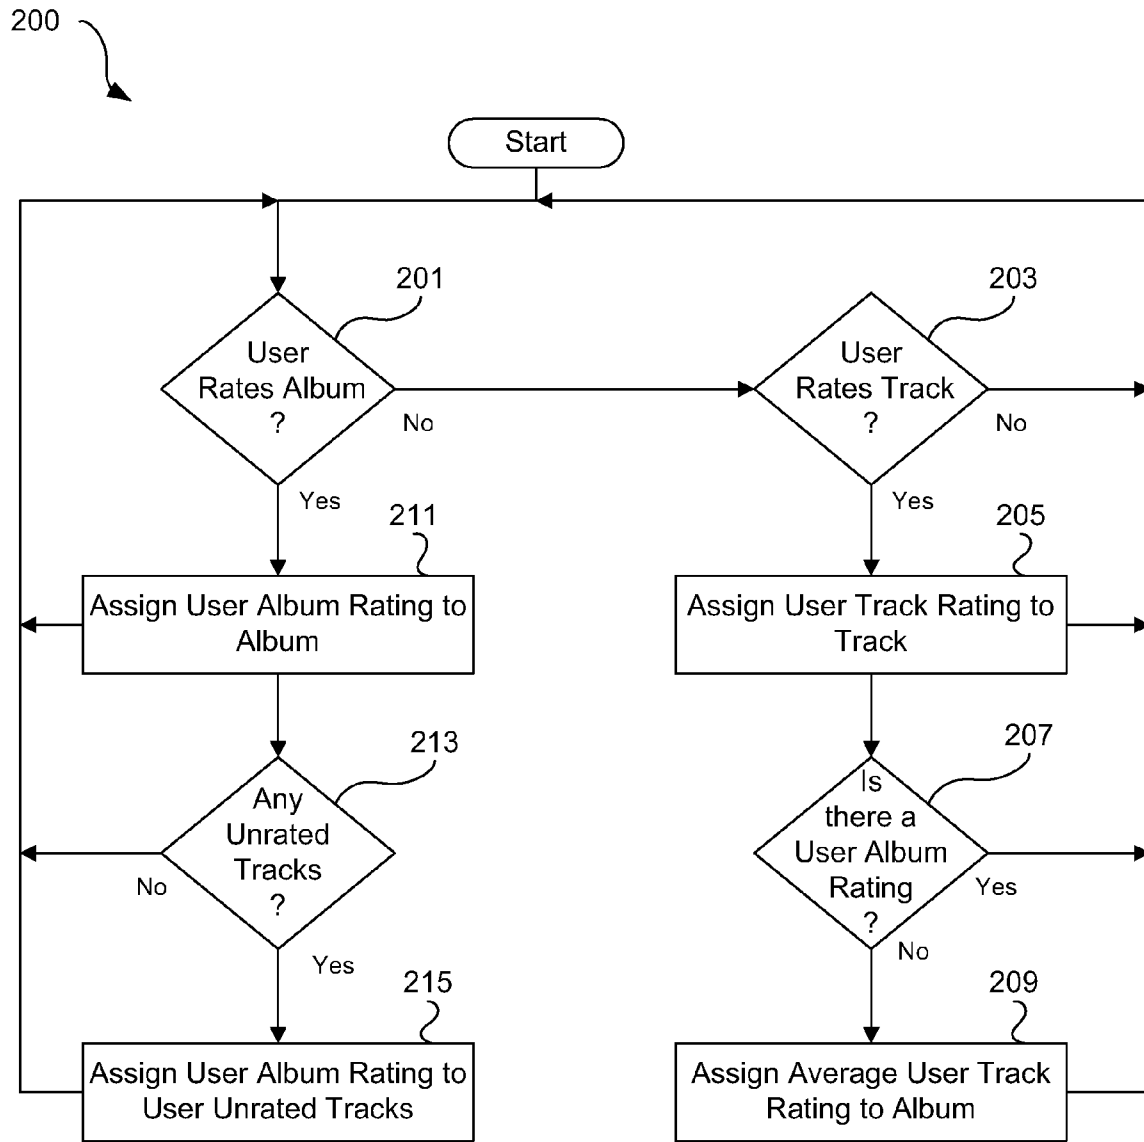 200
Start
201
203
User
Rates Album
?
No
User
Rates Track
?
No
Yes
Yes
211
205
Assign User Album Rating to
Album
Assign User Track Rating to
Track
213
207
Any
Unrated
Tracks
?
No
Yes
Is
there a
User Album
Rating
?
Yes
No
215
209
Assign User Album Rating to
User Unrated Tracks
Assign Average User Track
Rating to Album